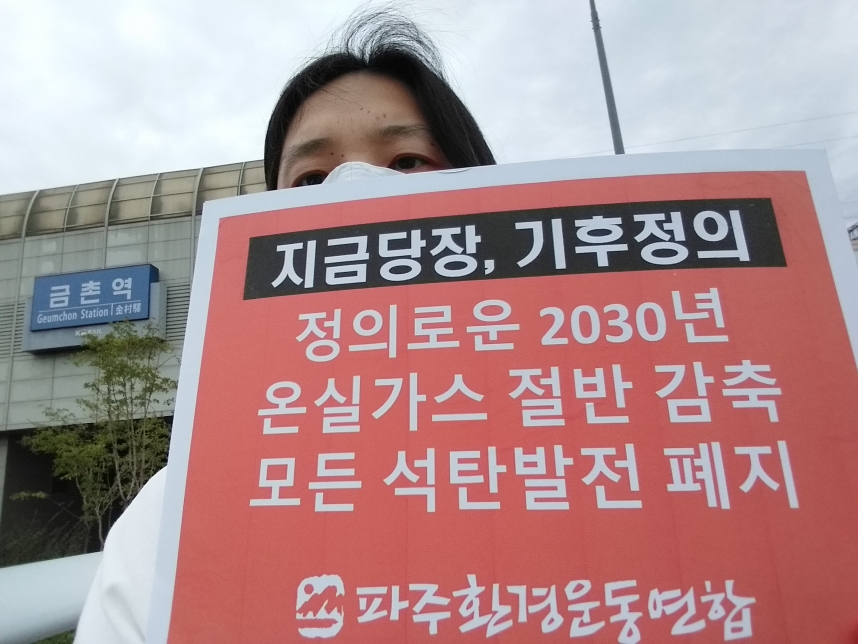 금촌역
Geumchon Station 金村驛
지금당장, 기후정의
정의로운 2030년
온실가스 절반 감축
모든 석탄발전 폐지
파주환경운동연합